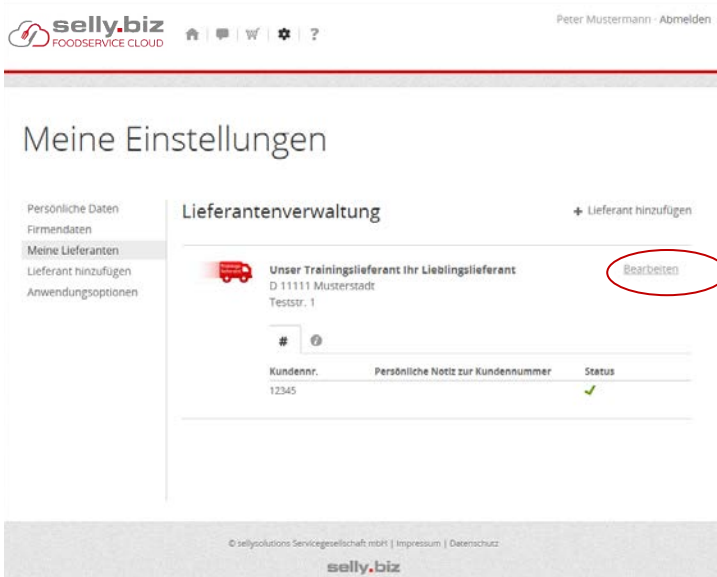 selly.biz
FOODSERVICE CLOUD
Peter Mustermann · Abmelden
Meine Einstellungen
Persönliche Daten
Firmendaten
Meine Lieferanten
Lieferant hinzufügen
Anwendungsoptionen
Lieferantenverwaltung
+ Lieferant hinzufügen
Unser Trainingslieferant Ihr Lieblingslieferant
Bearbeiten
D 11111 Musterstadt
Teststr. 1
# i
Kundennr. Persönliche Notiz zur Kundennummer Status
12345
© sellysolutions Servicegesellschaft mbH | Impressum | Datenschutz
selly.biz